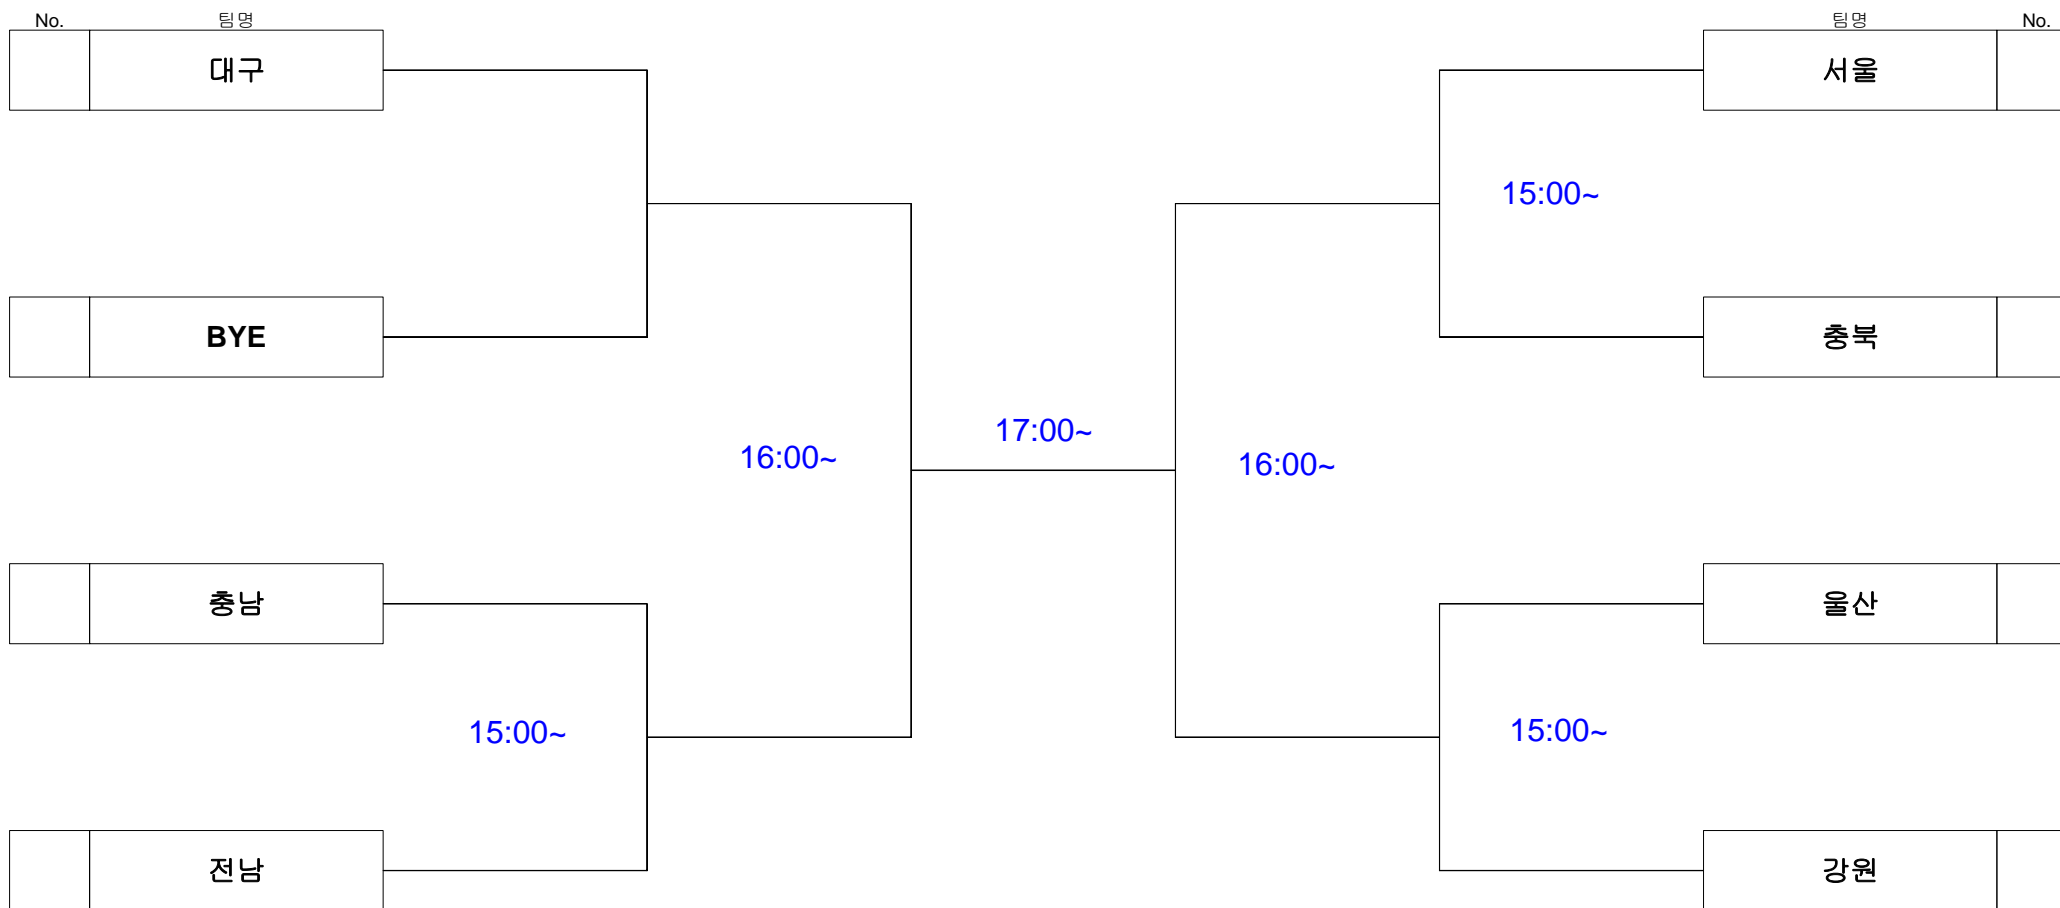 No. 팀명 팀명 No.
대구 서울
15:00~
BYE 충북
17:00~
16:00~ 16:00~
충남 울산
15:00~ 15:00~
전남 강원